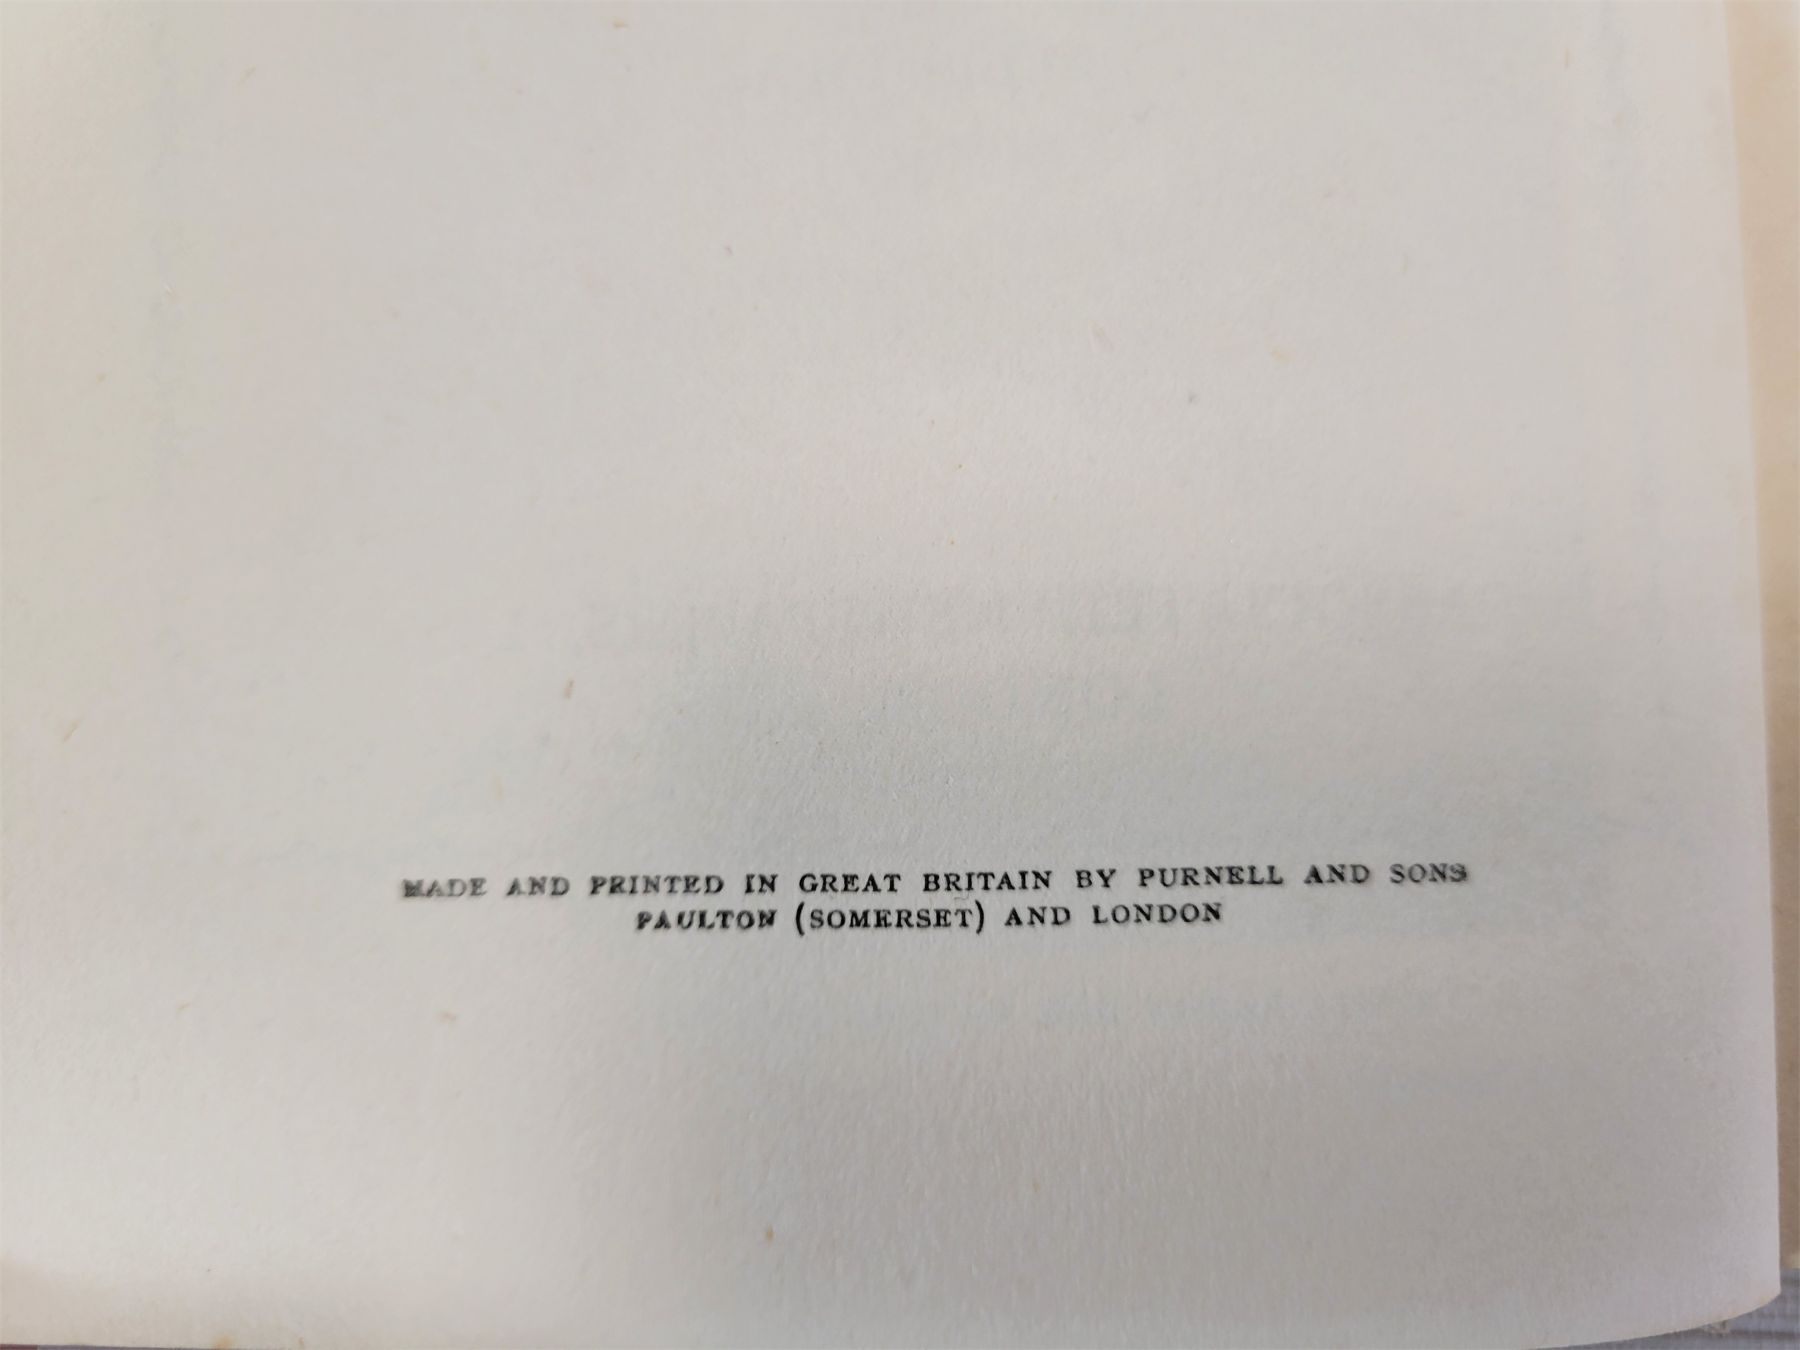 MADE AND PRINTED IN GREAT BRITAIN BY PURNELL AND SONS
PAULTON (SOMERSET) AND LONDON